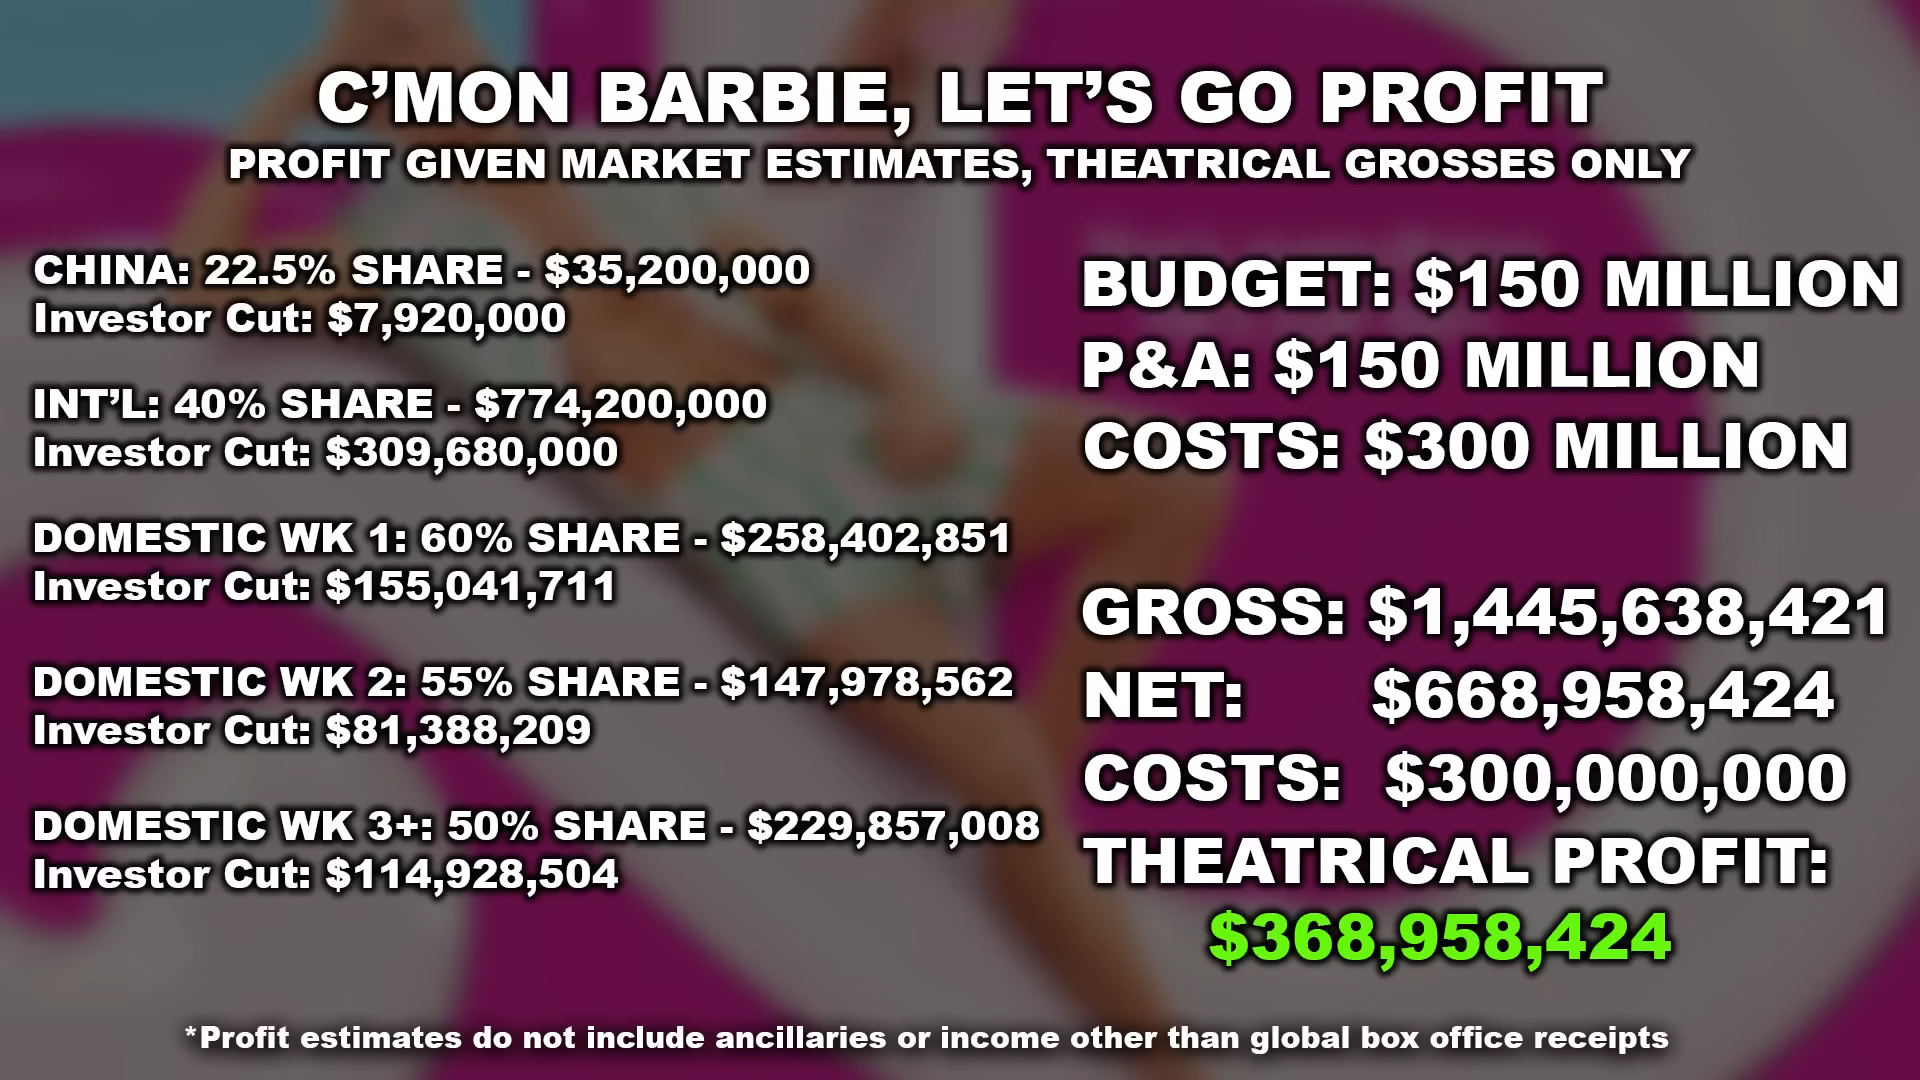 C’MON BARBIE, LET’S GO PROFIT
PROFIT GIVEN MARKET ESTIMATES, THEATRICAL GROSSES ONLY
CHINA: 22.5% SHARE - $35,200,000
Investor Cut: $7,920,000
INT’L: 40% SHARE - $774,200,000
Investor Cut: $309,680,000
DOMESTIC WK 1: 60% SHARE - $258,402,851
Investor Cut: $155,041,711
DOMESTIC WK 2: 55% SHARE - $147,978,562
Investor Cut: $81,388,209
DOMESTIC WK 3+: 50% SHARE - $229,857,008
Investor Cut: $114,928,504
BUDGET: $150 MILLION
P&A: $150 MILLION
COSTS: $300 MILLION
GROSS: $1,445,638,421
NET: $668,958,424
COSTS: $300,000,000
THEATRICAL PROFIT:
$368,958,424
*Profit estimates do not include ancillaries or income other than global box office receipts